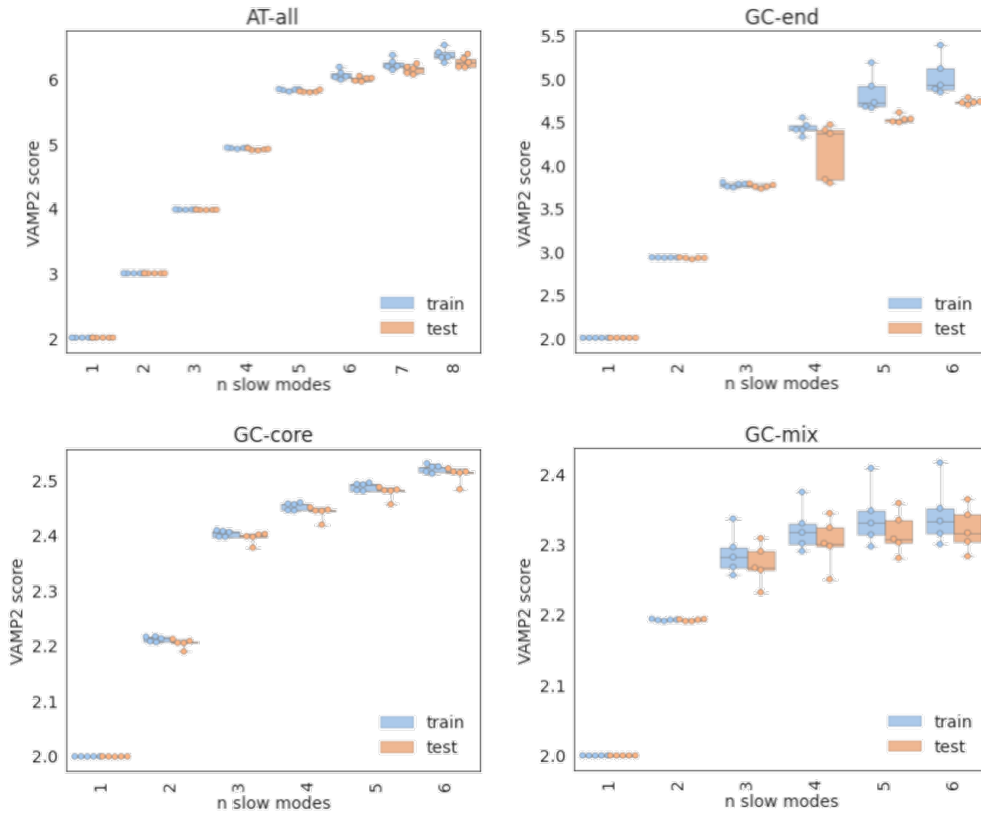 AT-all
VAMP2 score
6
5
4
3
2
train
test
1 2 3 4 5 6 7 8
n slow modes
GC-end
VAMP2 score
5.5
5.0
4.5
4.0
3.5
3.0
2.5
2.0
train
test
1 2 3 4 5 6
n slow modes
GC-core
VAMP2 score
2.5
2.4
2.3
2.2
2.1
2.0
train
test
1 2 3 4 5 6
n slow modes
GC-mix
VAMP2 score
2.4
2.3
2.2
2.1
2.0
train
test
1 2 3 4 5 6
n slow modes